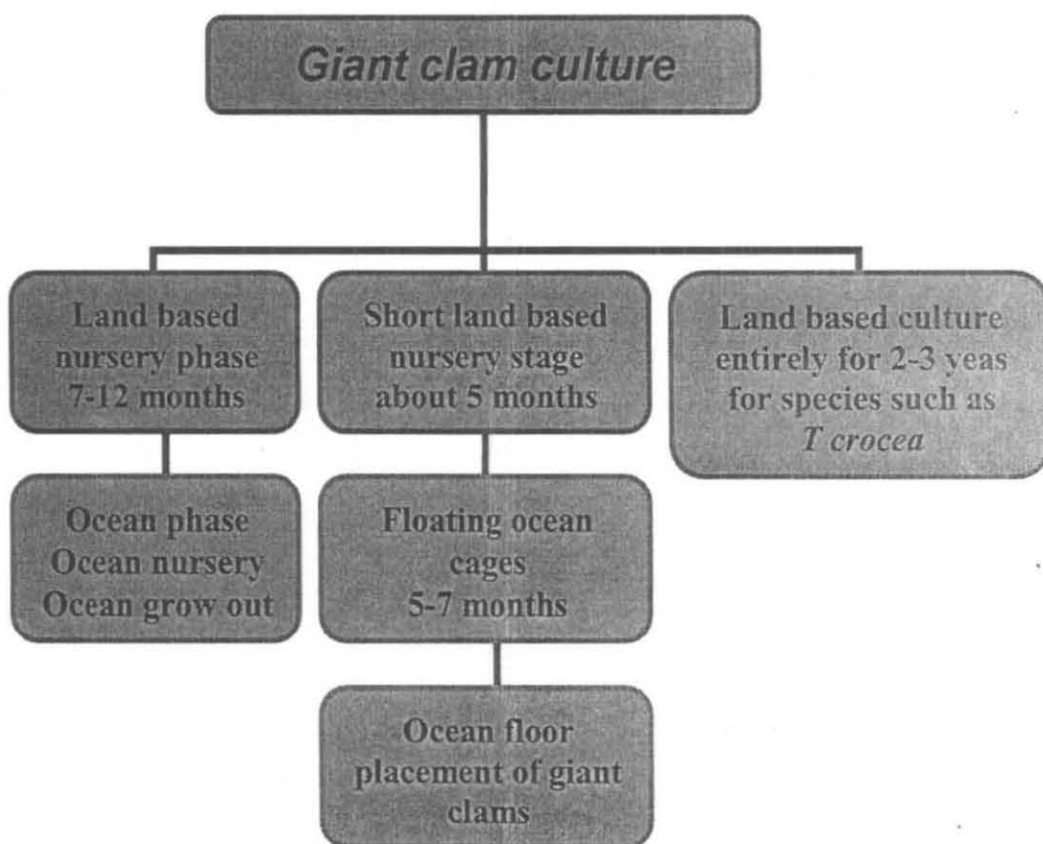 Giant clam culture
Land based
nursery phase
7-12 months
Ocean phase
Ocean nursery
Ocean grow out
Short land based
nursery stage
about 5 months
Floating ocean
cages
5-7 months
Ocean floor
placement of giant
clams
Land based culture
entirely for 2-3 yeas
for species such as
T crocea